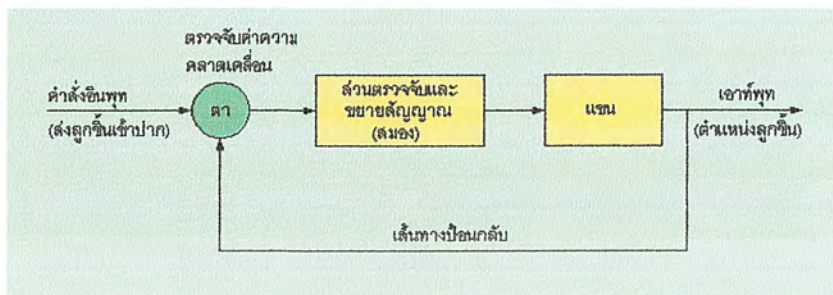 ตรวจจับค่าความ
คลาดเคลื่อน
คำสั่งอินพุท
(ส่งลูกชิ้นเข้าปาก)
ตา
ส่วนตรวจจับและ
ขยายสัญญาณ
(สมอง)
แขน
เอาท์พุท
(ตำแหน่งลูกชิ้น)
เส้นทางป้อนกลับ